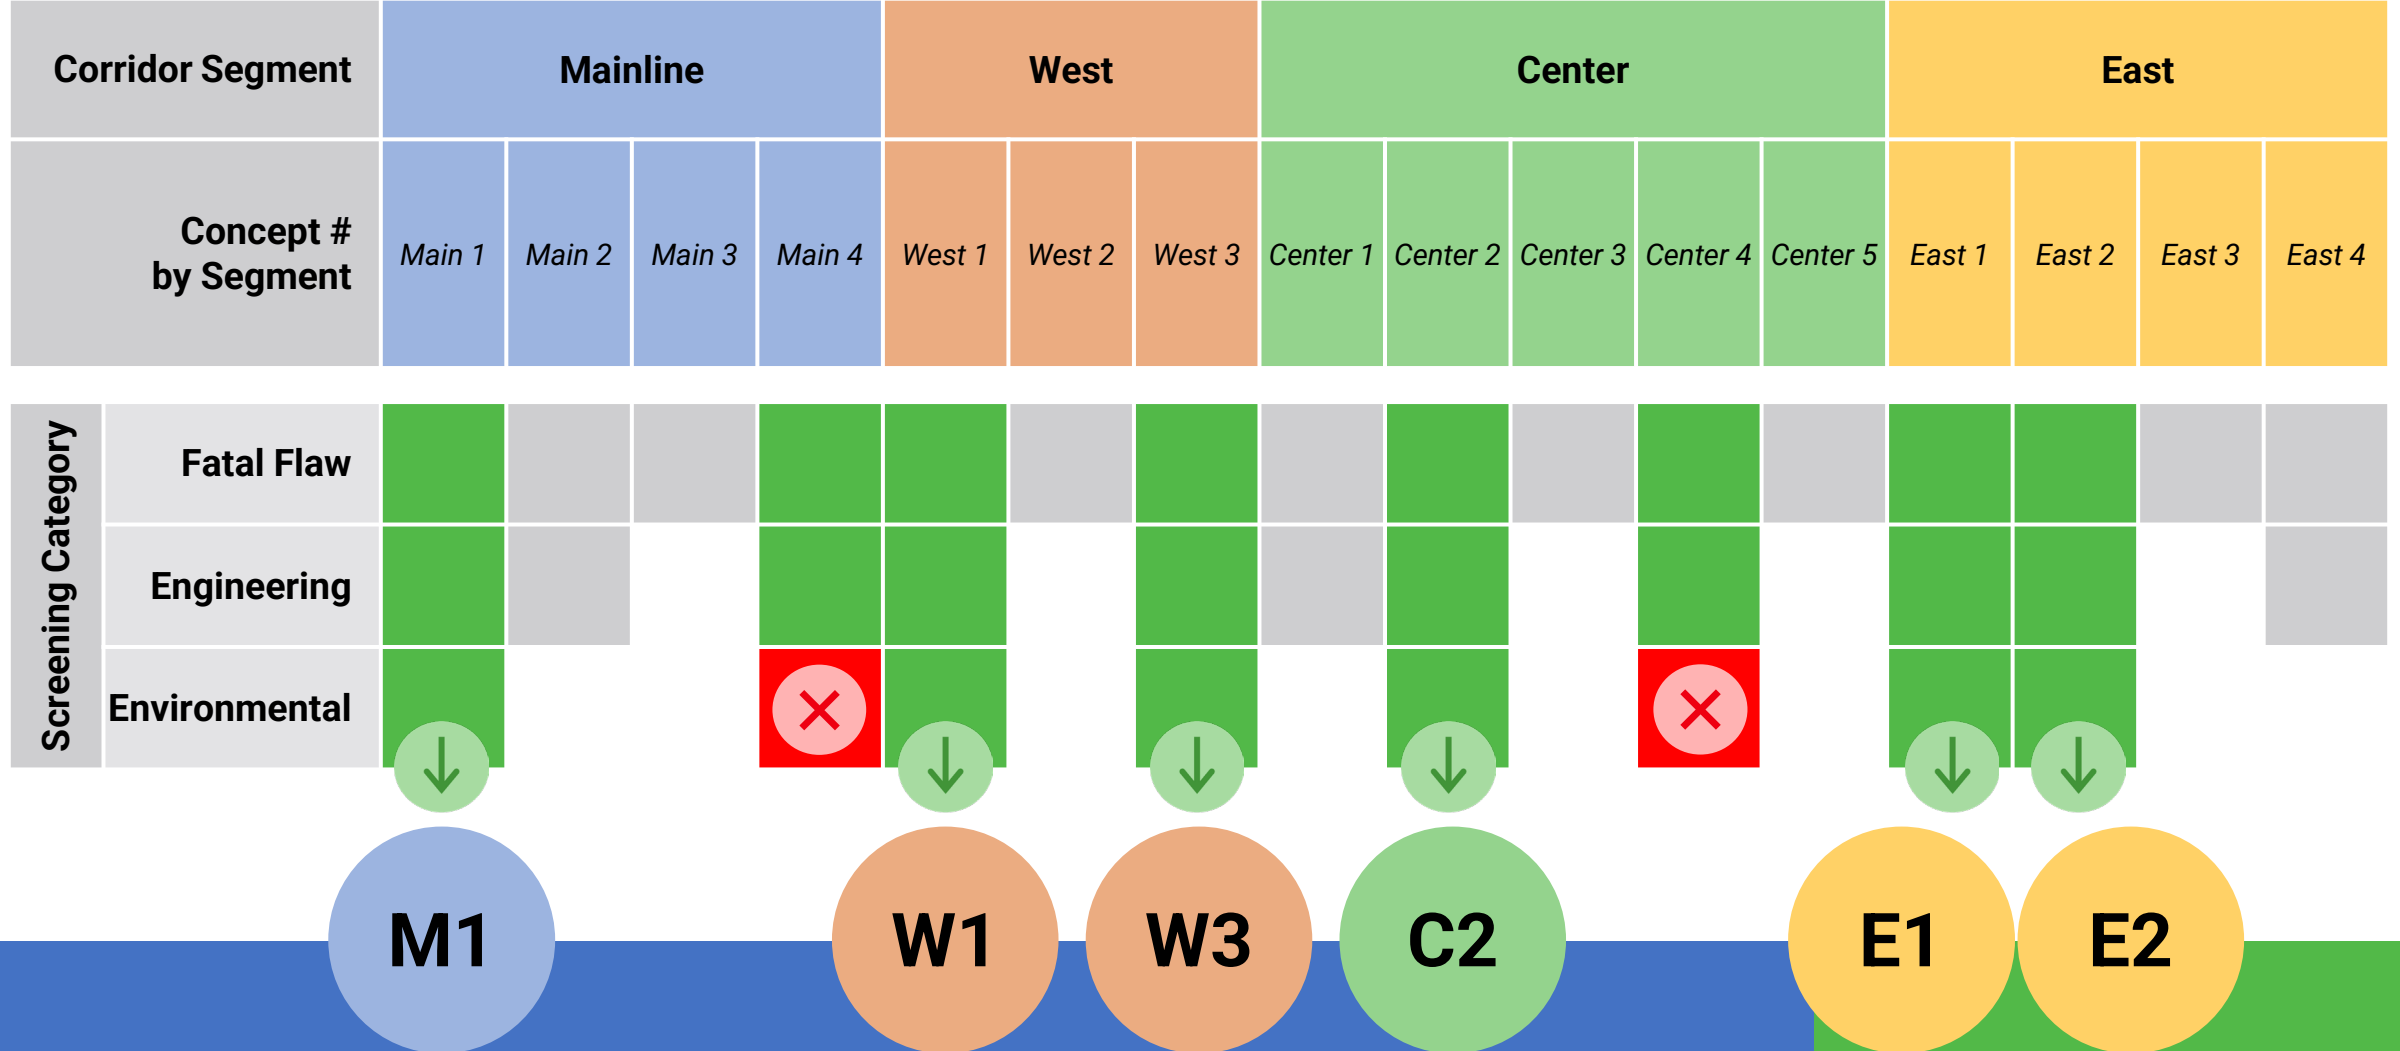 Corridor Segment Mainline West Center East
Concept #
by Segment
Main 1 Main 2 Main 3 Main 4 West 1 West 2 West 3 Center 1 Center 2 Center 3 Center 4 Center 5 East 1 East 2 East 3 East 4
Screening Category
Fatal Flaw
Engineering
Environmental
M1 W1 W3 C2 E1 E2